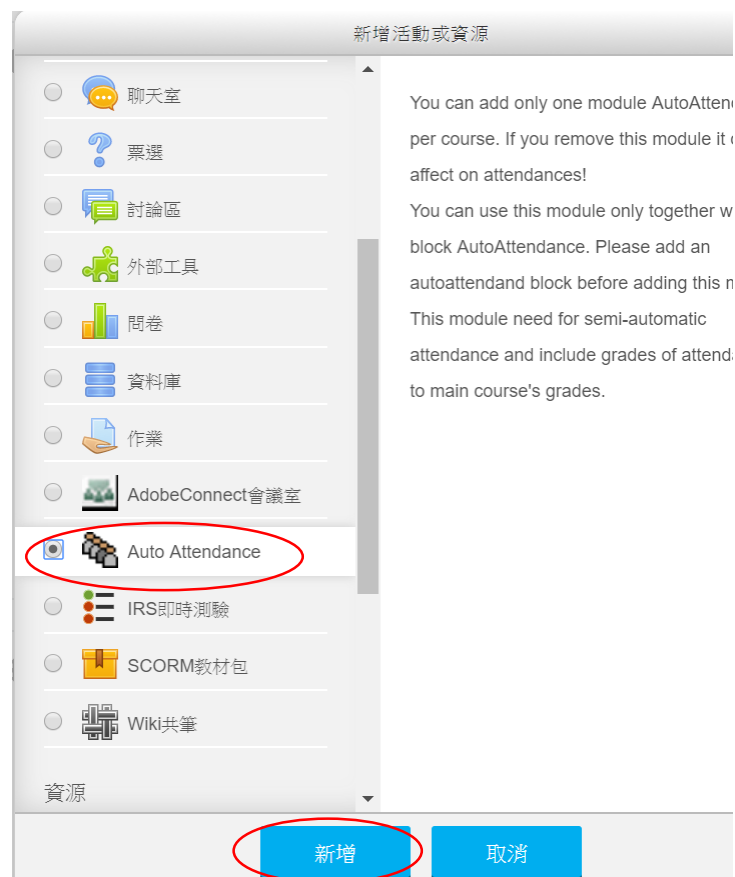 新增活動或資源
聊天室
票選
討論區
外部工具
問卷
資料庫
作業
AdobeConnect會議室
Auto Attendance
IRS即時測驗
SCORM教材包
Wiki共筆
資源
You can add only one module
per course. If you remove this module it
affect on attendances!
You can use this module only together
block AutoAttendance. Please add an
autoattendand block before adding this
This module need for semi-automatic
attendance and include grades of
to main course's grades.
新增
取消